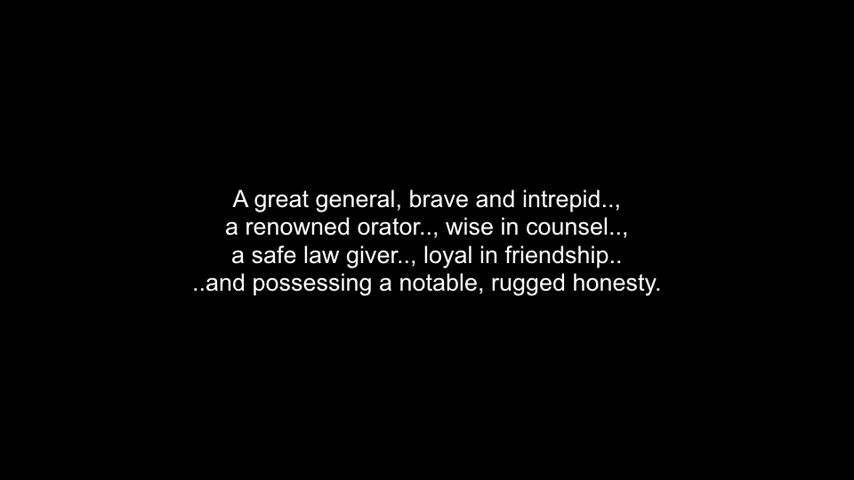 A great general, brave and intrepid..,
a renowned orator.., wise in counsel..,
a safe law giver.., loyal in friendship..
..and possessing a notable, rugged honesty.